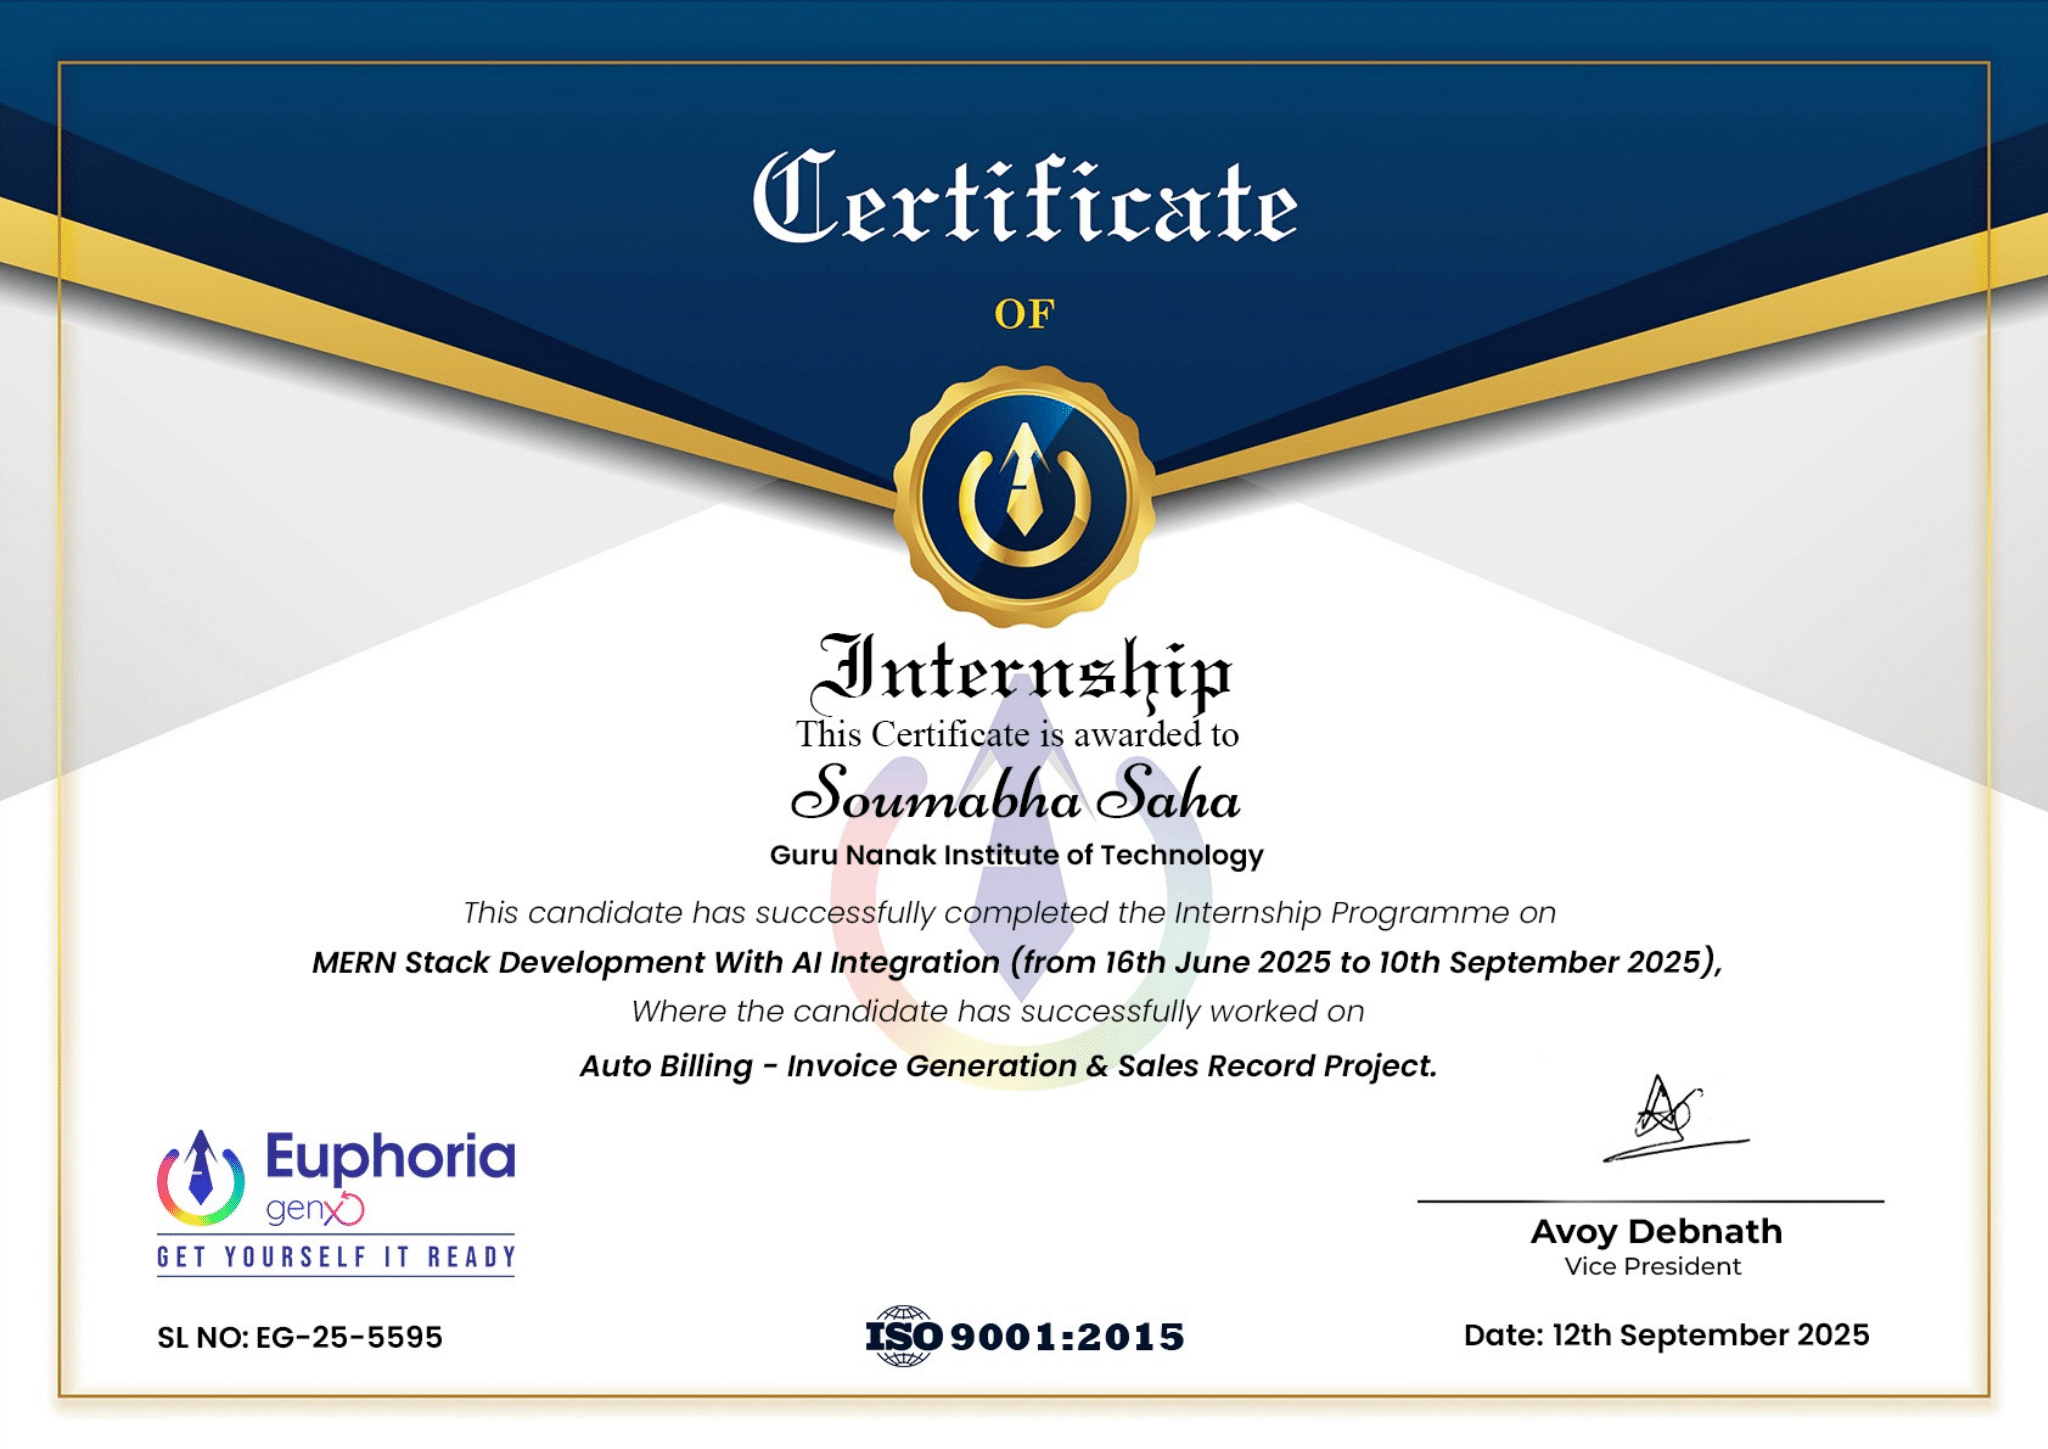 Certificate
OF
Internship
This Certificate is awarded to
Soumabha Saha
Guru Nanak Institute of Technology
This candidate has successfully completed the Internship Programme on
MERN Stack Development With AI Integration (from 16th June 2025 to 10th September 2025),
Where the candidate has successfully worked on
Auto Billing - Invoice Generation & Sales Record Project.
Euphoria
genx
GET YOURSELF IT READY
Avoy Debnath
Vice President
SL NO: EG-25-5595
ISO 9001:2015
Date: 12th September 2025